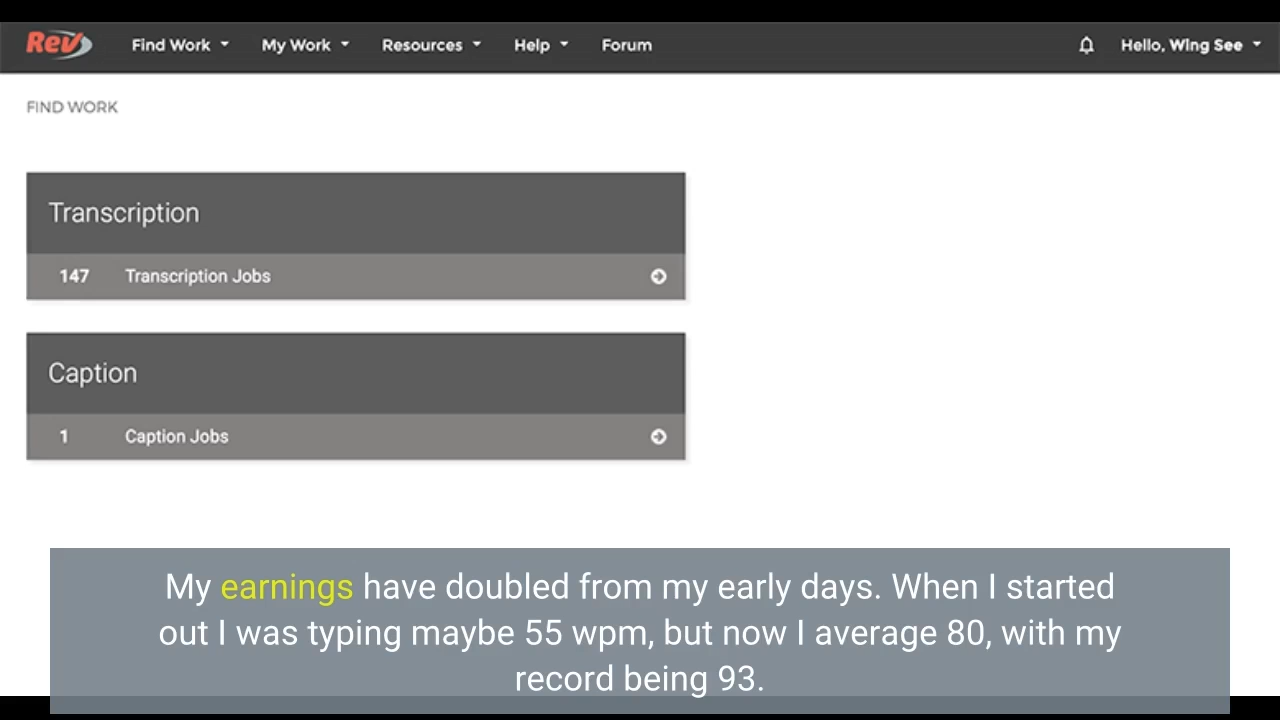 Rev Find Work My Work Resources Help Forum Hello, Wing See
FIND WORK
Transcription
147 Transcription Jobs
Caption
1 Caption Jobs
My earnings have doubled from my early days. When I started
out I was typing maybe 55 wpm, but now I average 80, with my
record being 93.